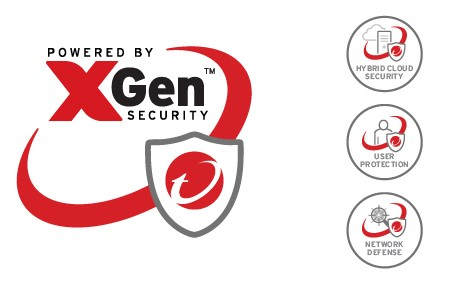 POWERED BY
XGen™
SECURITY
HYBRID CLOUD
SECURITY
USER
PROTECTION
NETWORK
DEFENSE